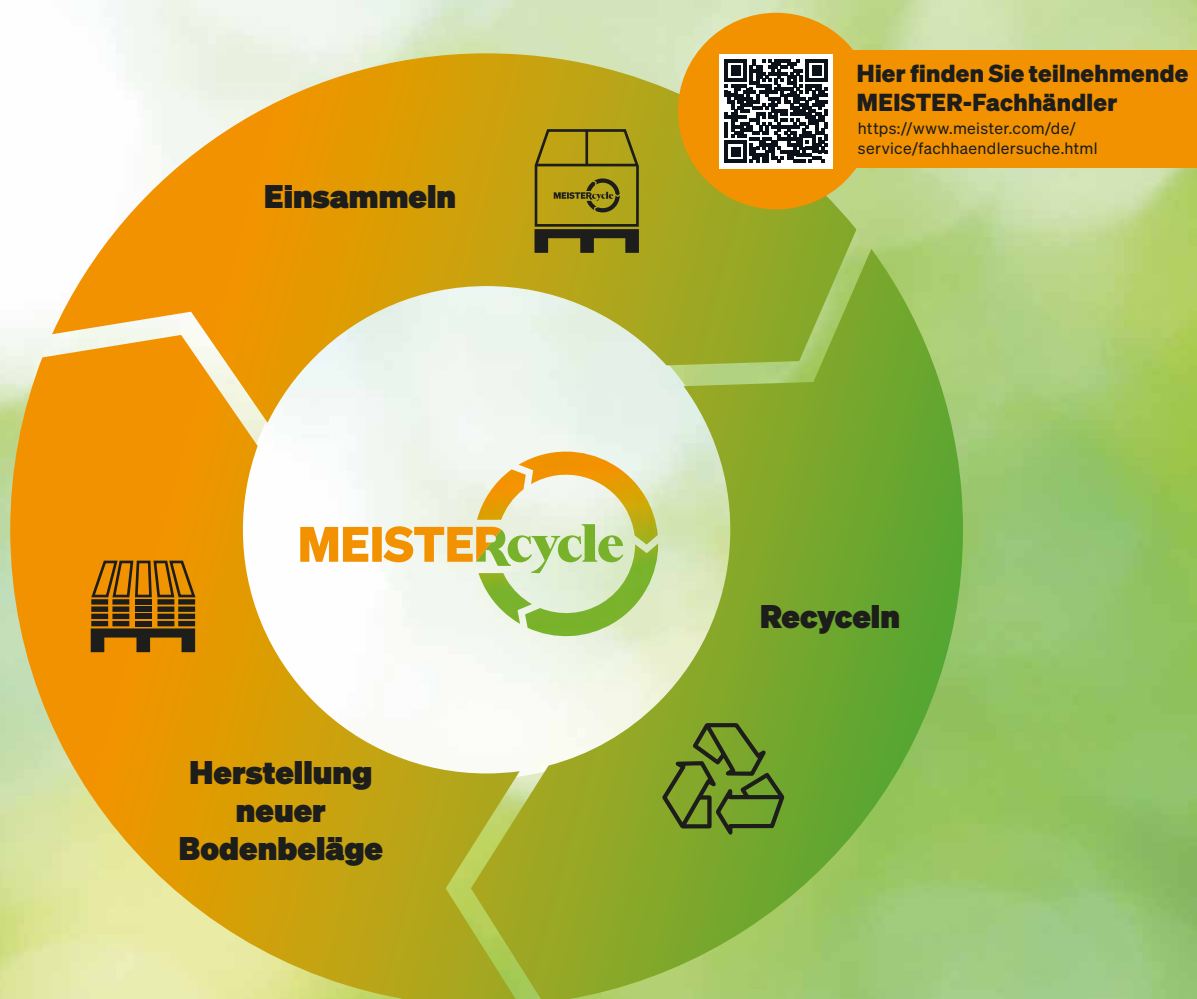 Hier finden Sie teilnehmende
MEISTER-Fachhändler
https://www.meister.com/de/
service/fachhaendlersuche.html
Einsammeln
MEISTERcycle
MEISTERcycle
Recyceln
Herstellung
neuer
Bodenbeläge